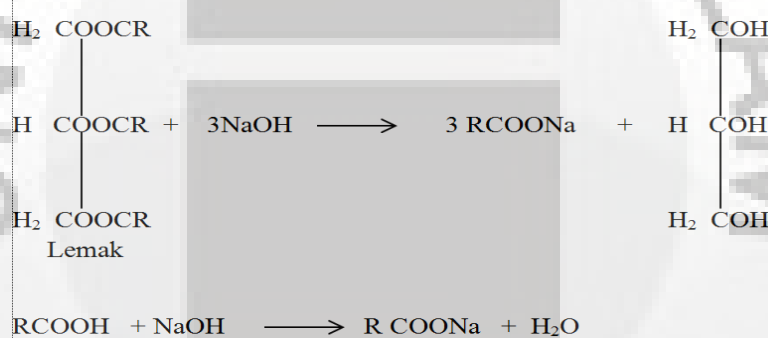 H₂ COOCR H₂ COH
H COOCR + 3NaOH ⟶ 3 RCOONa + H COH
H₂ COOCR H₂ COH
Lemak
RCOOH + NaOH ⟶ R COONa + H₂O